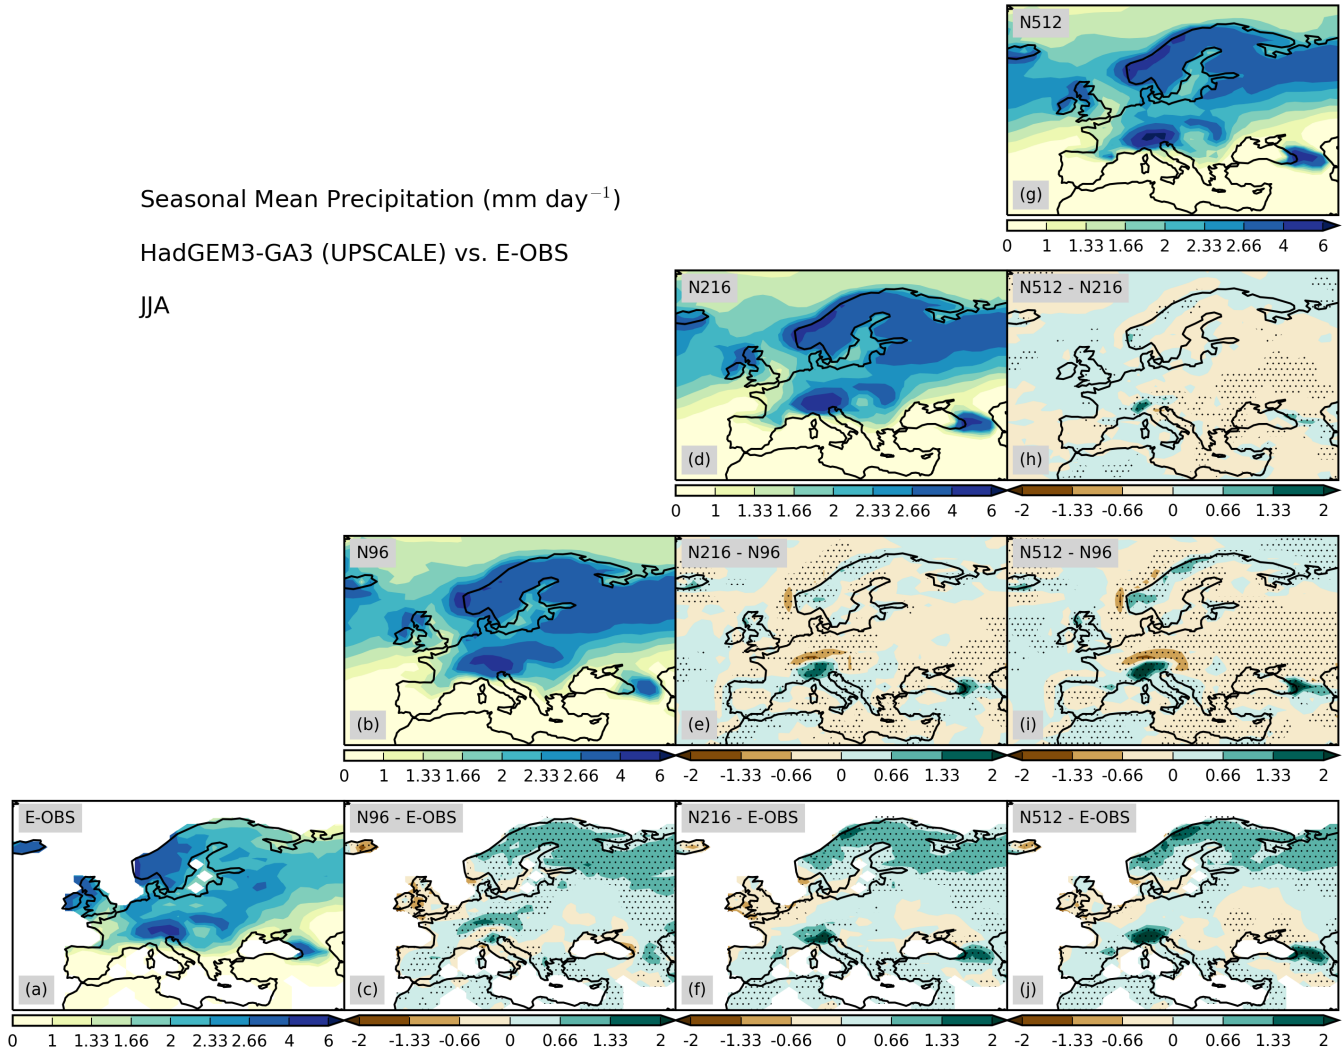 N512
(g)
0 1 1.33 1.66 2 2.33 2.66 4 6
Seasonal Mean Precipitation (mm day⁻¹)
HadGEM3-GA3 (UPSCALE) vs. E-OBS
JJA
N216
(d)
0 1 1.33 1.66 2 2.33 2.66 4 6
N512 - N216
(h)
-2 -1.33 -0.66 0 0.66 1.33 2
N96
(b)
0 1 1.33 1.66 2 2.33 2.66 4 6
N216 - N96
(e)
-2 -1.33 -0.66 0 0.66 1.33 2
N512 - N96
(i)
-2 -1.33 -0.66 0 0.66 1.33 2
E-OBS
(a)
0 1 1.33 1.66 2 2.33 2.66 4 6
N96 - E-OBS
(c)
-2 -1.33 -0.66 0 0.66 1.33 2
N216 - E-OBS
(f)
-2 -1.33 -0.66 0 0.66 1.33 2
N512 - E-OBS
(j)
-2 -1.33 -0.66 0 0.66 1.33 2